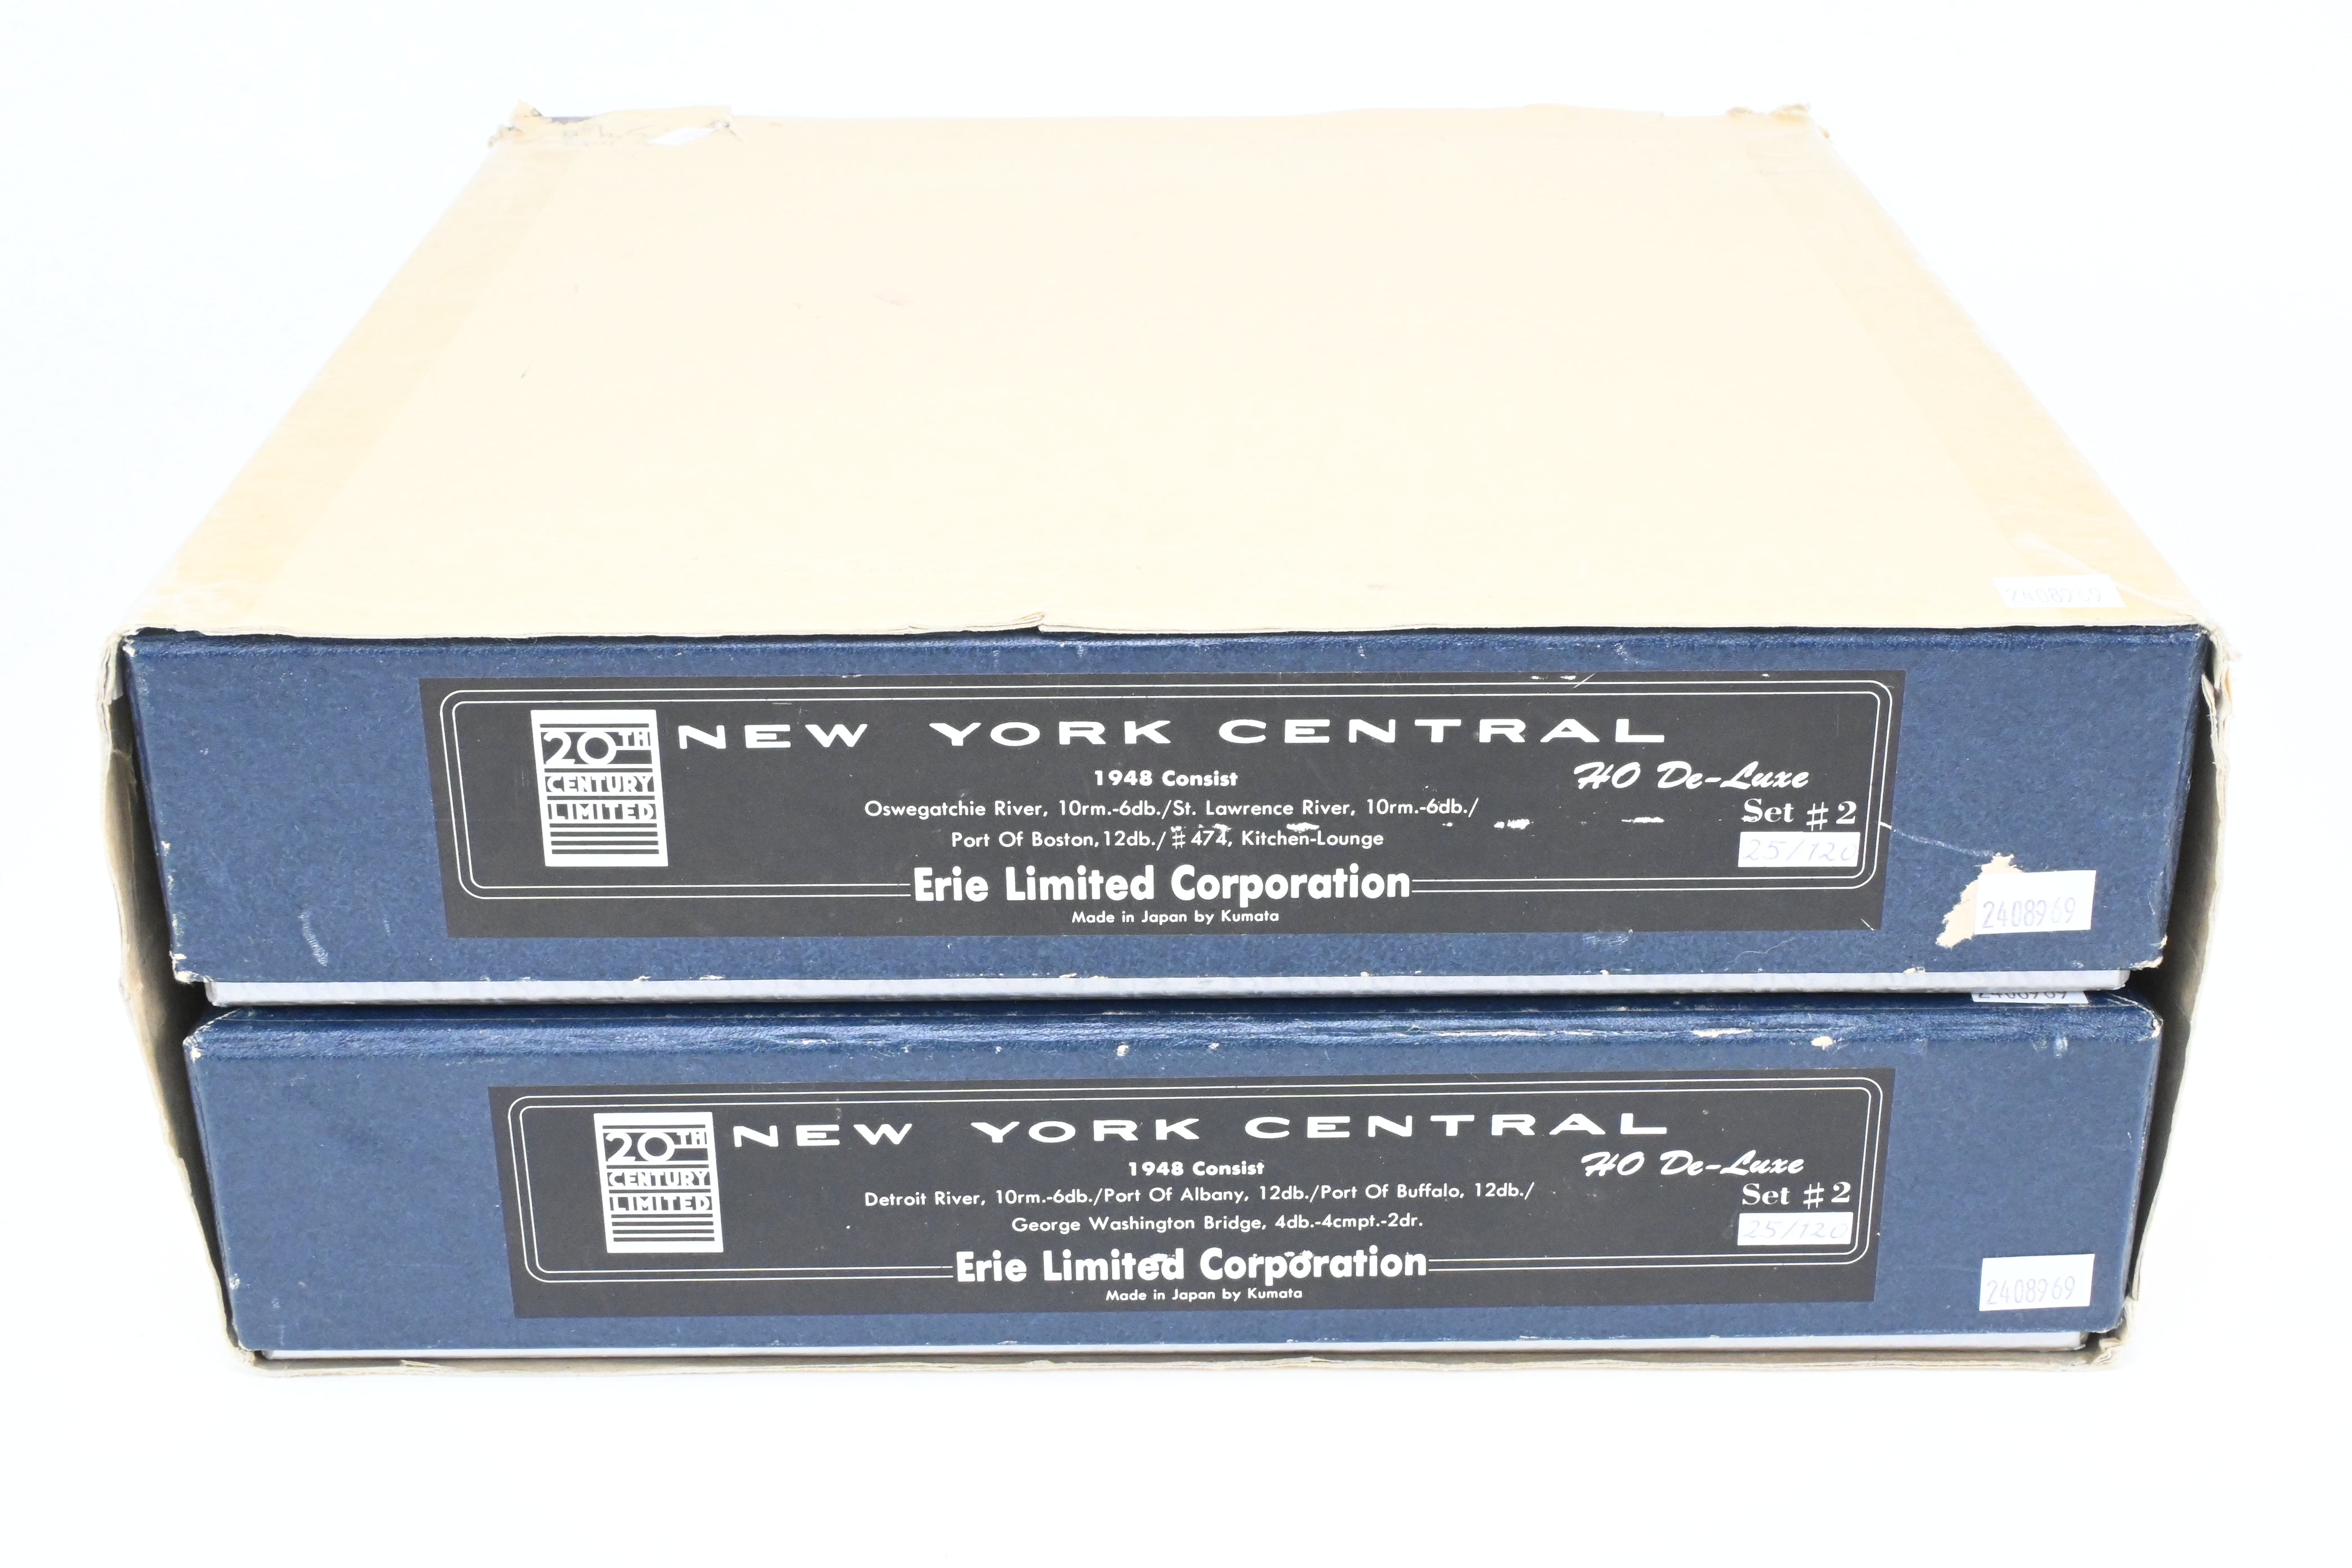 2408969
20TH
CENTURY
LIMITED
NEW YORK CENTRAL
1948 Consist
HO De-Luxe
Oswegatchie River, 10rm.-6db./St. Lawrence River, 10rm.-6db./
Set #2
Port Of Boston, 12db./#474, Kitchen-Lounge
25/120
Erie Limited Corporation
Made in Japan by Kumata
2408969
2408969
20TH
CENTURY
LIMITED
NEW YORK CENTRAL
1948 Consist
HO De-Luxe
Detroit River, 10rm.-6db./Port Of Albany, 12db./Port Of Buffalo, 12db./
Set #2
George Washington Bridge, 4db.-4cmpt.-2dr.
25/120
Erie Limited Corporation
Made in Japan by Kumata
2408969